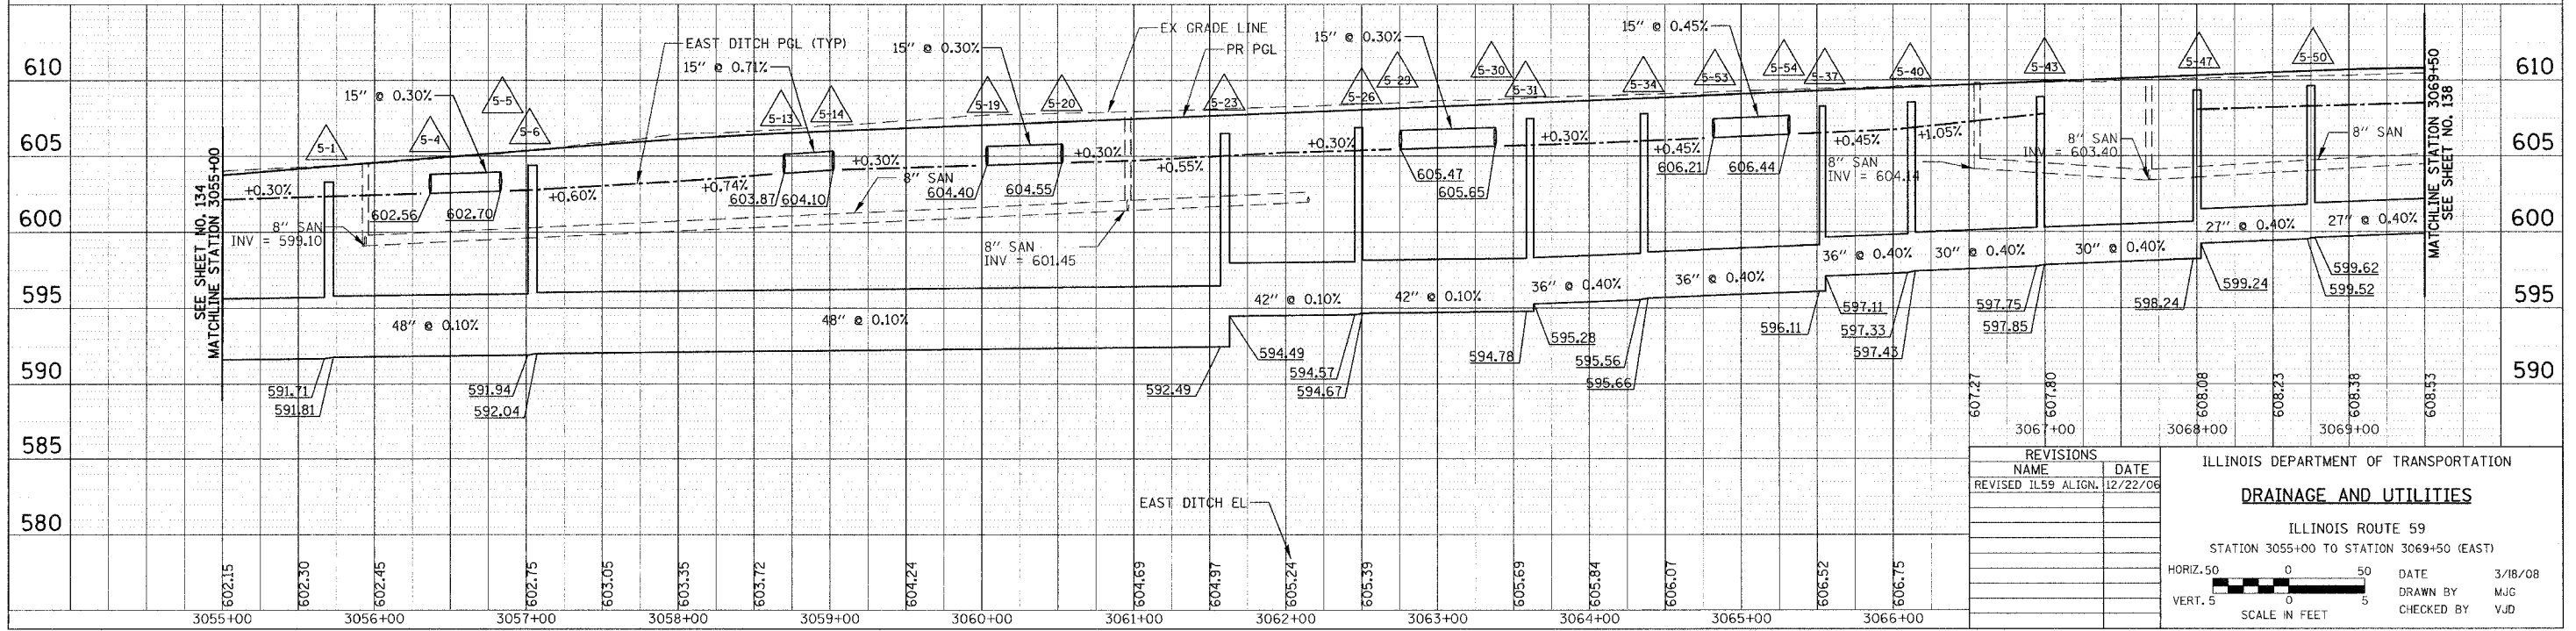 EX GRADE LINE
PR PGL
EAST DITCH PGL (TYP)
15" @ 0.30%
15" @ 0.71%
15" @ 0.30%
15" @ 0.30%
15" @ 0.45%
610
610
605
605
600
600
595
595
590
590
585
580
5-1
5-4
5-5
5-6
5-13
5-14
5-19
5-20
5-23
5-26
5-29
5-30
5-31
5-34
5-53
5-54
5-37
5-40
5-43
5-47
5-50
SEE SHEET NO. 134
MATCHLINE STATION 3055+00
MATCHLINE STATION 3069+50
SEE SHEET NO. 138
+0.30%
+0.60%
+0.74%
+0.30%
+0.30%
+0.55%
+0.30%
+0.30%
+0.45%
+0.45%
+1.05%
602.56
602.70
603.87
604.10
604.40
604.55
605.47
605.65
606.21
606.44
8" SAN
INV = 599.10
8" SAN
8" SAN
INV = 601.45
8" SAN
INV = 604.14
8" SAN
INV = 603.40
8" SAN
48" @ 0.10%
48" @ 0.10%
42" @ 0.10%
42" @ 0.10%
36" @ 0.40%
36" @ 0.40%
36" @ 0.40%
30" @ 0.40%
30" @ 0.40%
27" @ 0.40%
27" @ 0.40%
591.71
591.81
591.94
592.04
592.49
594.49
594.57
594.67
594.78
595.28
595.56
595.66
596.11
597.11
597.33
597.43
597.75
597.85
598.24
599.24
599.62
599.52
EAST DITCH EL
602.15
602.30
602.45
602.75
603.05
603.35
603.72
604.24
604.69
604.97
605.24
605.39
605.69
605.84
606.07
606.52
606.75
607.27
607.80
608.08
608.23
608.38
608.53
3055+00
3056+00
3057+00
3058+00
3059+00
3060+00
3061+00
3062+00
3063+00
3064+00
3065+00
3066+00
3067+00
3068+00
3069+00
REVISIONS
NAME DATE
REVISED IL59 ALIGN. 12/22/06
ILLINOIS DEPARTMENT OF TRANSPORTATION
DRAINAGE AND UTILITIES
ILLINOIS ROUTE 59
STATION 3055+00 TO STATION 3069+50 (EAST)
HORIZ. 50 0 50
VERT. 5 0 5
SCALE IN FEET
DATE 3/18/08
DRAWN BY MJG
CHECKED BY VJD